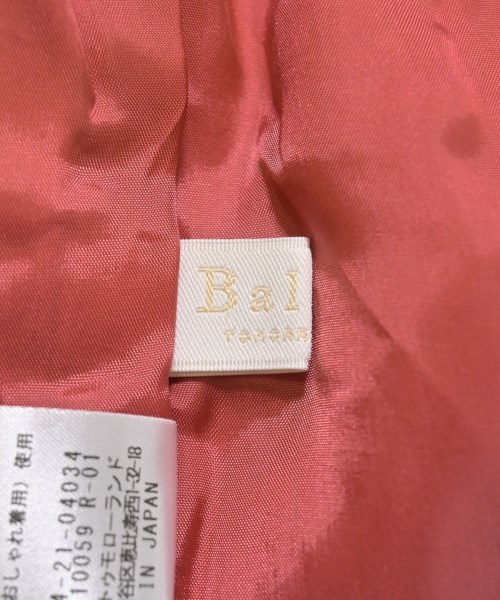 Bal
TOMORR
おしゃれ着用)使用
4-21-04034
10059 R-01
トゥモローランド
谷区恵比寿西1-32-18
IN JAPAN